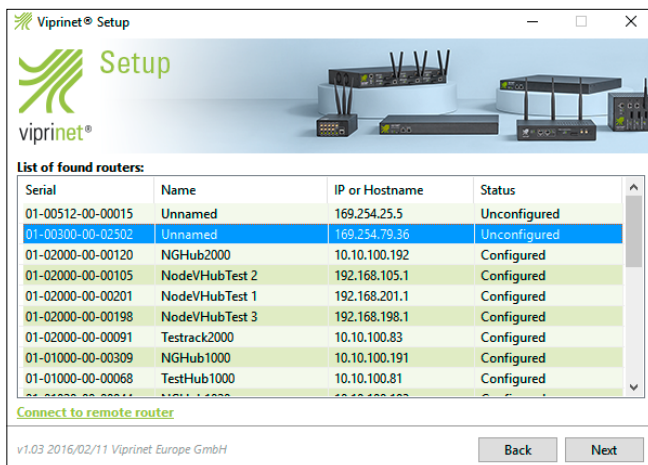 Viprinet® Setup
Setup
viprinet®
List of found routers:
Serial Name IP or Hostname Status
01-00512-00-00015 Unnamed 169.254.25.5 Unconfigured
01-00300-00-02502 Unnamed 169.254.79.36 Unconfigured
01-02000-00-00120 NGHub2000 10.10.100.192 Configured
01-02000-00-00105 NodeVHubTest 2 192.168.105.1 Configured
01-02000-00-00201 NodeVHubTest 1 192.168.201.1 Configured
01-02000-00-00198 NodeVHubTest 3 192.168.198.1 Configured
01-02000-00-00091 Testrack2000 10.10.100.83 Configured
01-01000-00-00309 NGHub1000 10.10.100.191 Configured
01-01000-00-00068 TestHub1000 10.10.100.81 Configured
Connect to remote router
v1.03 2016/02/11 Viprinet Europe GmbH
Back Next